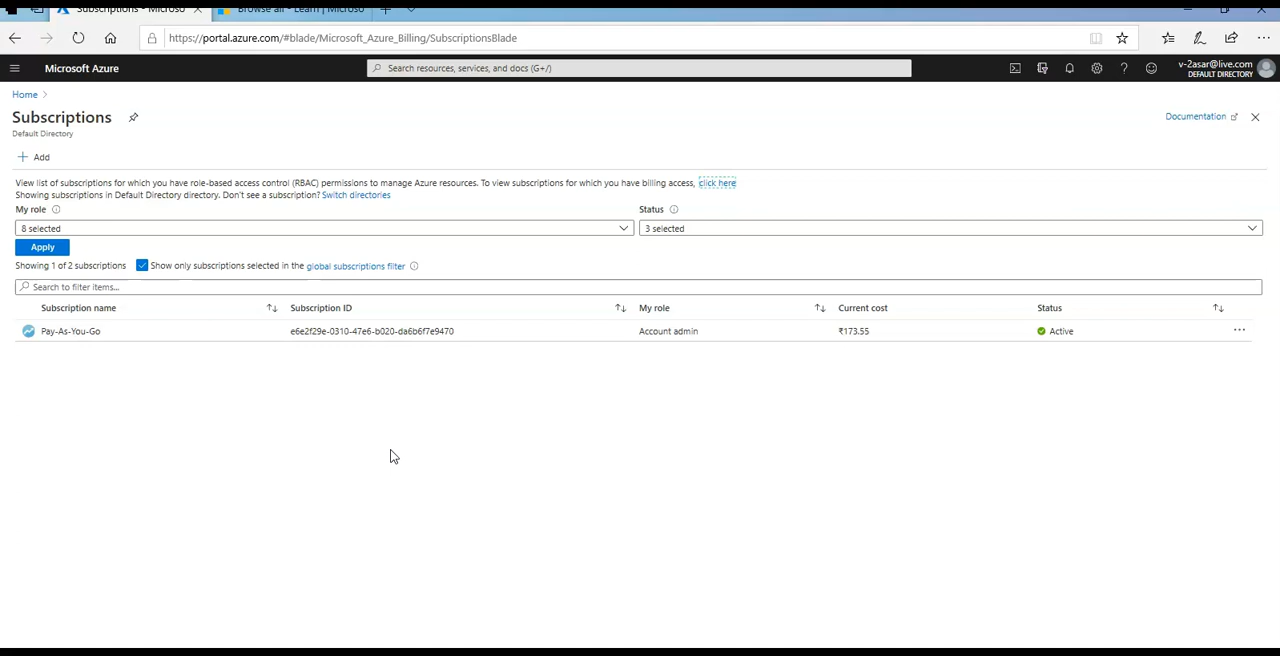 Subscriptions - Microso
Browse all - Learn | Microso
https://portal.azure.com/#blade/Microsoft_Azure_Billing/SubscriptionsBlade
Microsoft Azure
Search resources, services, and docs (G+/)
v-2asar@live.com
DEFAULT DIRECTORY
Home
Subscriptions
Documentation
Default Directory
Add
View list of subscriptions for which you have role-based access control (RBAC) permissions to manage Azure resources. To view subscriptions for which you have billing access, click here
Showing subscriptions in Default Directory directory. Don't see a subscription? Switch directories
My role
Status
8 selected
3 selected
Apply
Showing 1 of 2 subscriptions
Show only subscriptions selected in the global subscriptions filter
Search to filter items...
Subscription name
Subscription ID
My role
Current cost
Status
Pay-As-You-Go
e6e2f29e-0310-47e6-b020-da6b6f7e9470
Account admin
₹173.55
Active